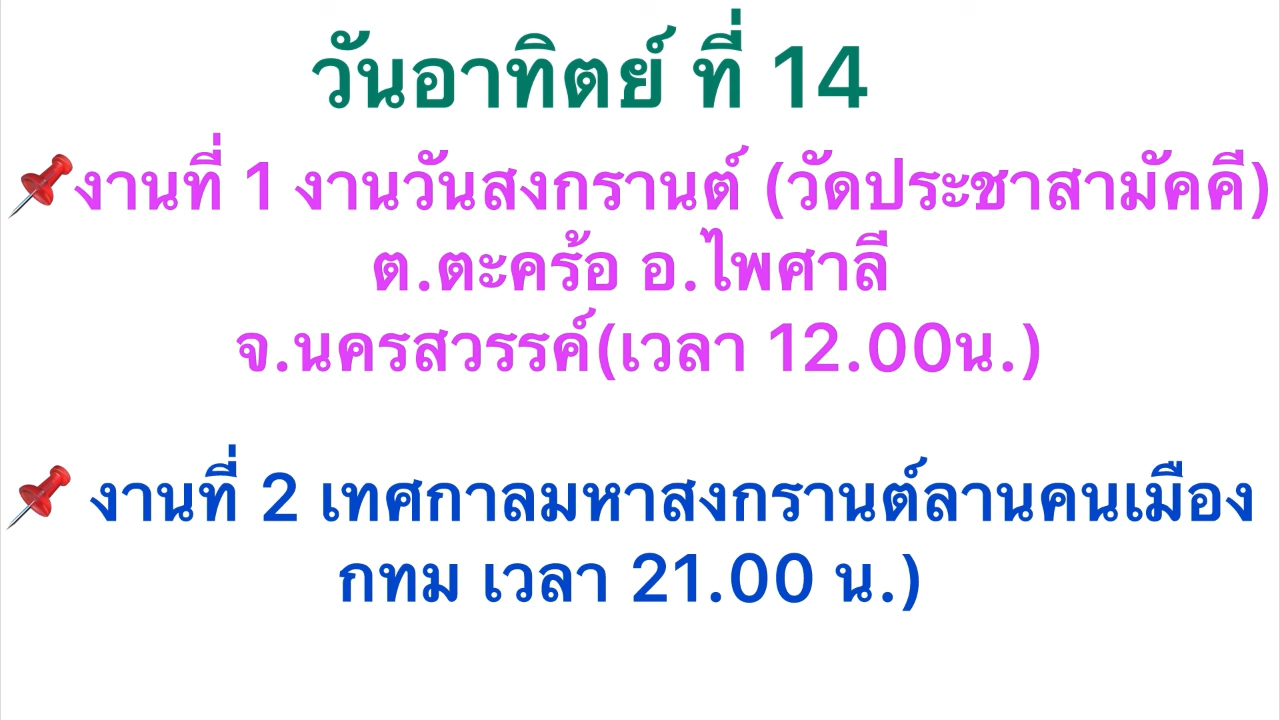 วันอาทิตย์ ที่ 14
📌งานที่ 1 งานวันสงกรานต์ (วัดประชาสามัคคี)
ต.ตะคร้อ อ.ไพศาลี
จ.นครสวรรค์(เวลา 12.00น.)
📌 งานที่ 2 เทศกาลมหาสงกรานต์ลานคนเมือง
กทม เวลา 21.00 น.)